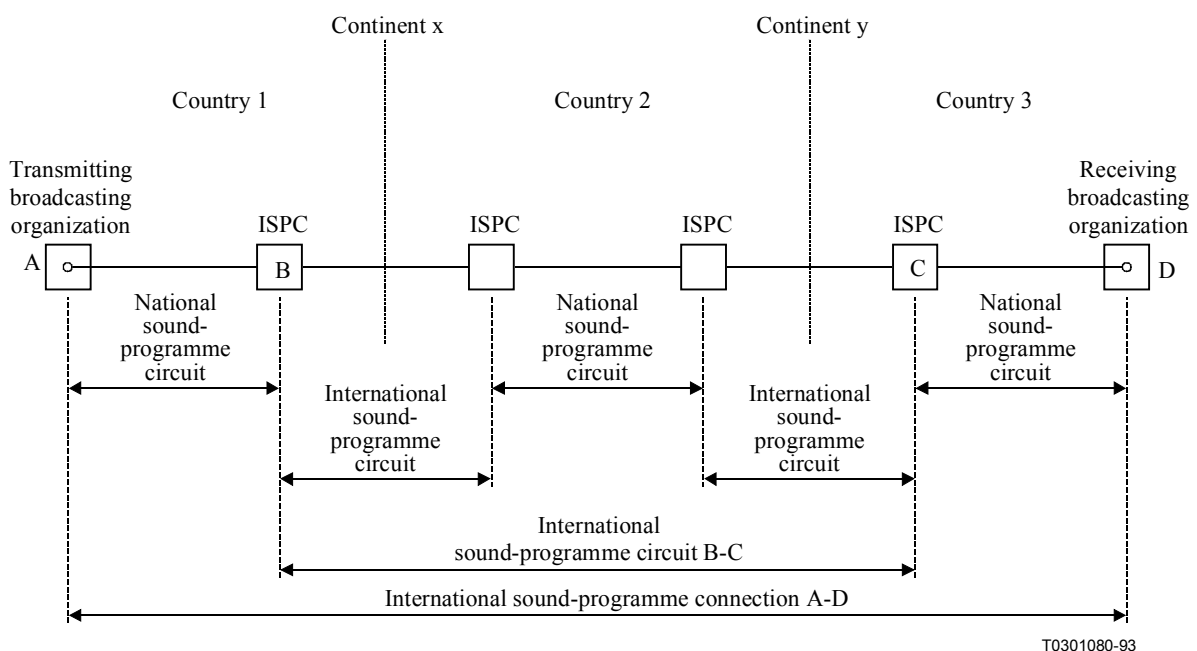 Continent x
Continent y
Country 1
Country 2
Country 3
Transmitting
broadcasting
organization
Receiving
broadcasting
organization
ISPC
ISPC
ISPC
ISPC
A
B
C
D
National
sound-
programme
circuit
National
sound-
programme
circuit
National
sound-
programme
circuit
International
sound-
programme
circuit
International
sound-
programme
circuit
International
sound-programme circuit B-C
International sound-programme connection A-D
T0301080-93